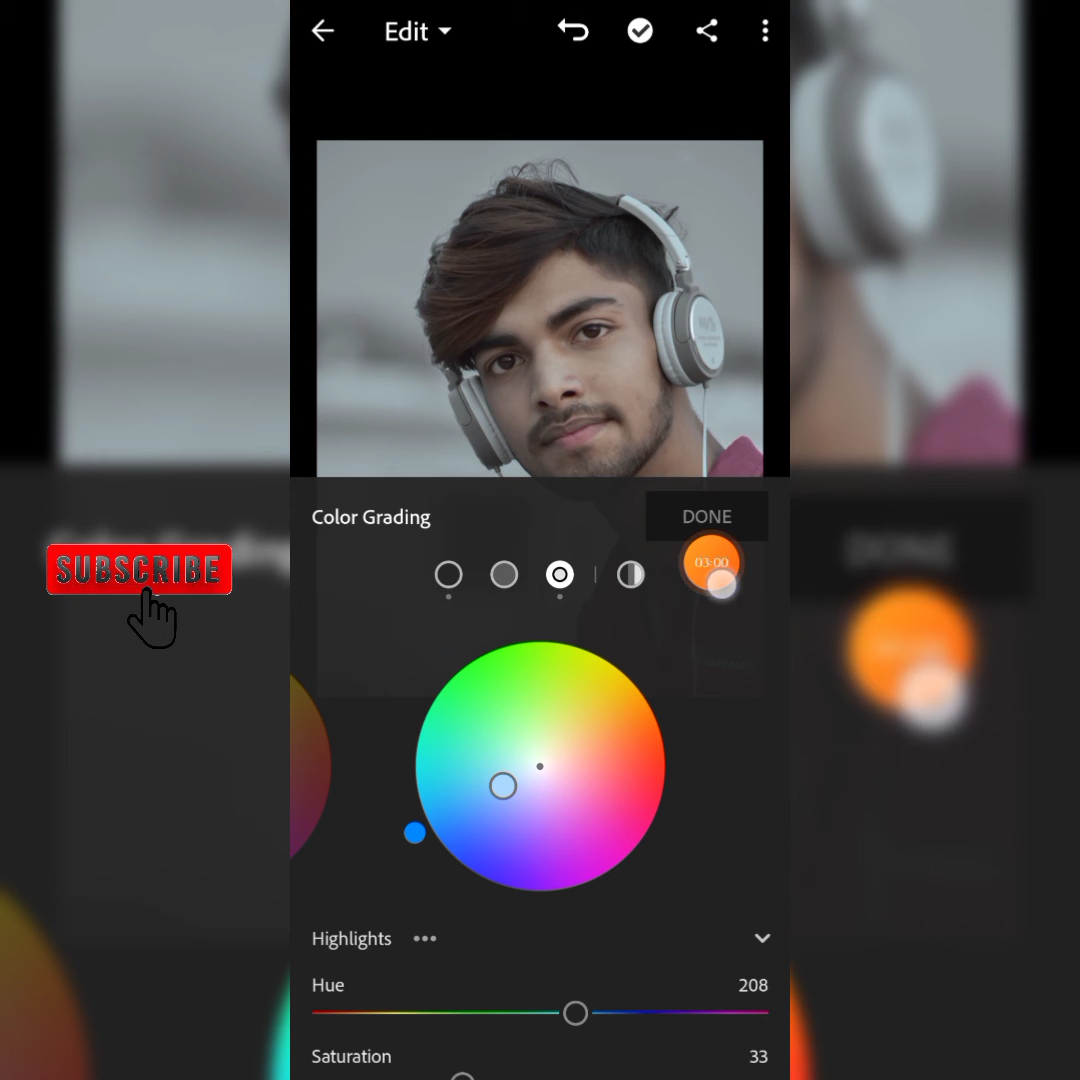 Edit
Color Grading
DONE
SUBSCRIBE
03:00
Highlights
Hue 208
Saturation 33